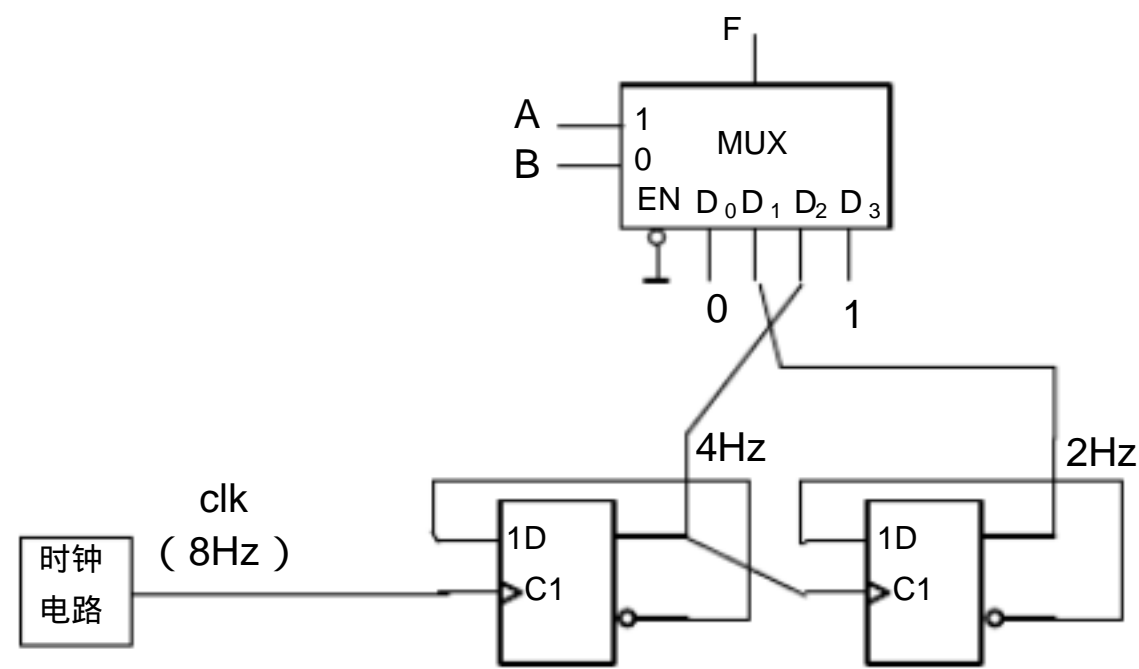 F
A
1
MUX
B
0
EN D0 D1 D2 D3
0
1
4Hz
2Hz
clk
（8Hz）
时钟
电路
1D
C1
1D
C1